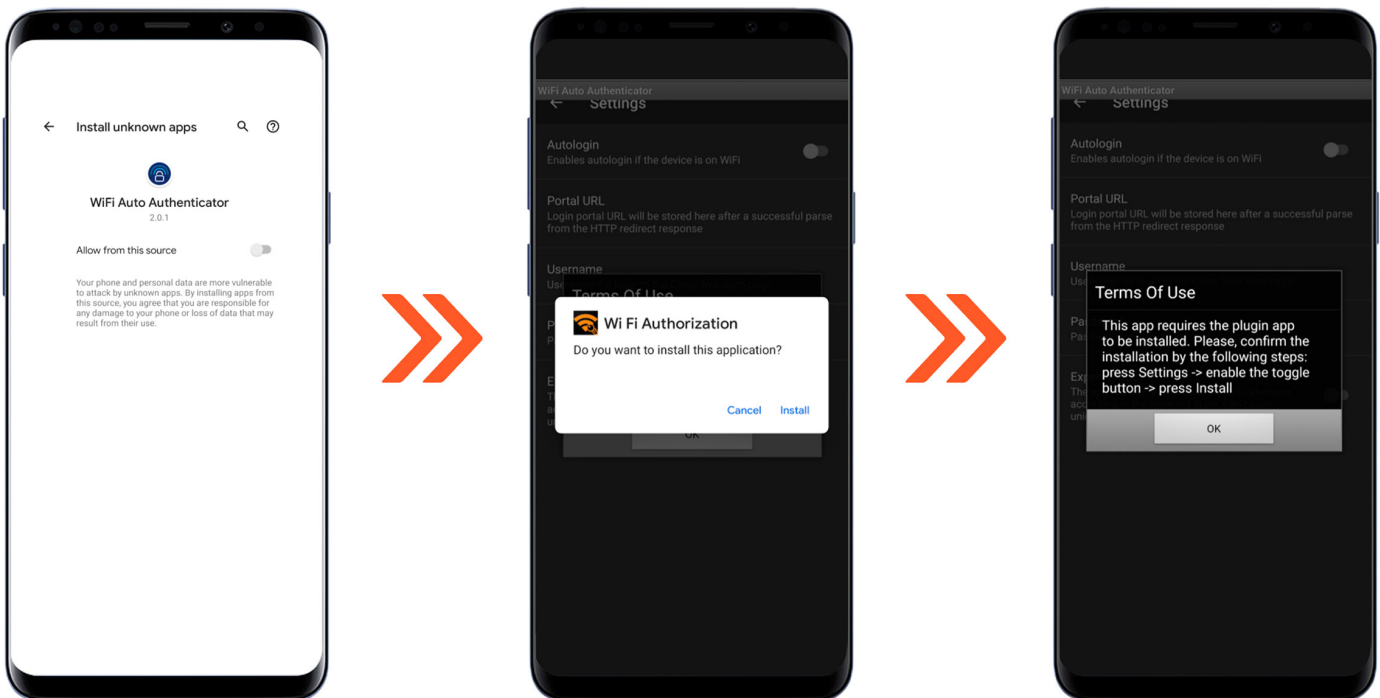 Install unknown apps
WiFi Auto Authenticator
2.0.1
Allow from this source
Your phone and personal data are more vulnerable
to attack by unknown apps. By installing apps from
this source, you agree that you are responsible for
any damage to your phone or loss of data that may
result from their use.
WiFi Auto Authenticator
Settings
Autologin
Enables autologin if the device is on WiFi
Portal URL
Login portal URL will be stored here after a successful parse
from the HTTP redirect response
Username
Terms Of Use
Wi Fi Authorization
Do you want to install this application?
Cancel Install
OK
WiFi Auto Authenticator
Settings
Autologin
Enables autologin if the device is on WiFi
Portal URL
Login portal URL will be stored here after a successful parse
from the HTTP redirect response
Username
Terms Of Use
This app requires the plugin app
to be installed. Please, confirm the
installation by the following steps:
press Settings -> enable the toggle
button -> press Install
OK